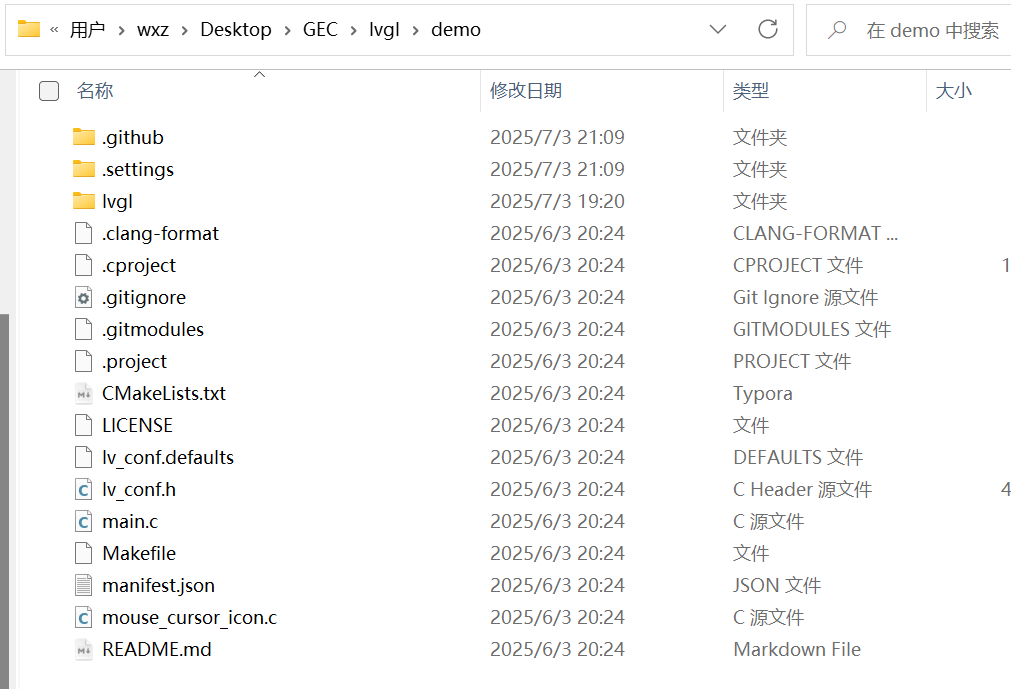 « 用户 › wxz › Desktop › GEC › lvgl › demo 在 demo 中搜索
名称 修改日期 类型 大小
.github 2025/7/3 21:09 文件夹
.settings 2025/7/3 21:09 文件夹
lvgl 2025/7/3 19:20 文件夹
.clang-format 2025/6/3 20:24 CLANG-FORMAT ...
.cproject 2025/6/3 20:24 CPROJECT 文件 1
.gitignore 2025/6/3 20:24 Git Ignore 源文件
.gitmodules 2025/6/3 20:24 GITMODULES 文件
.project 2025/6/3 20:24 PROJECT 文件
CMakeLists.txt 2025/6/3 20:24 Typora
LICENSE 2025/6/3 20:24 文件
lv_conf.defaults 2025/6/3 20:24 DEFAULTS 文件
lv_conf.h 2025/6/3 20:24 C Header 源文件 4
main.c 2025/6/3 20:24 C 源文件
Makefile 2025/6/3 20:24 文件
manifest.json 2025/6/3 20:24 JSON 文件
mouse_cursor_icon.c 2025/6/3 20:24 C 源文件
README.md 2025/6/3 20:24 Markdown File